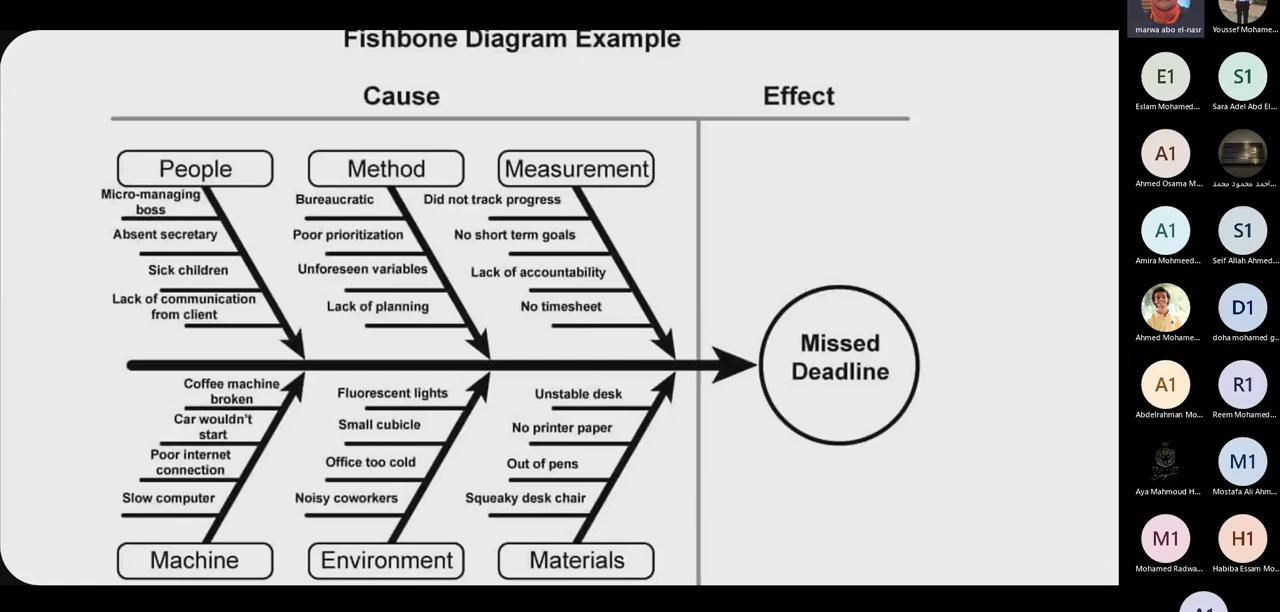 Fishbone Diagram Example
Cause
Effect
People
Method
Measurement
Micro-managing
boss
Absent secretary
Sick children
Lack of communication
from client
Bureaucratic
Poor prioritization
Unforeseen variables
Lack of planning
Did not track progress
No short term goals
Lack of accountability
No timesheet
Missed
Deadline
Coffee machine
broken
Car wouldn't
start
Poor internet
connection
Slow computer
Fluorescent lights
Small cubicle
Office too cold
Noisy coworkers
Unstable desk
No printer paper
Out of pens
Squeaky desk chair
Machine
Environment
Materials
marwa abo el-nasr
Youssef Mohame...
E1
Eslam Mohamed...
S1
Sara Adel Abd El...
A1
Ahmed Osama M...
احمد محمود محمد...
A1
Amira Mohmeed...
S1
Seif Allah Ahmed...
Ahmed Mohame...
D1
doha mohamed g...
A1
Abdelrahman Mo...
R1
Reem Mohamed...
Aya Mahmoud H...
M1
Mostafa Ali Ahm...
M1
Mohamed Radwa...
H1
Habiba Essam Mo...